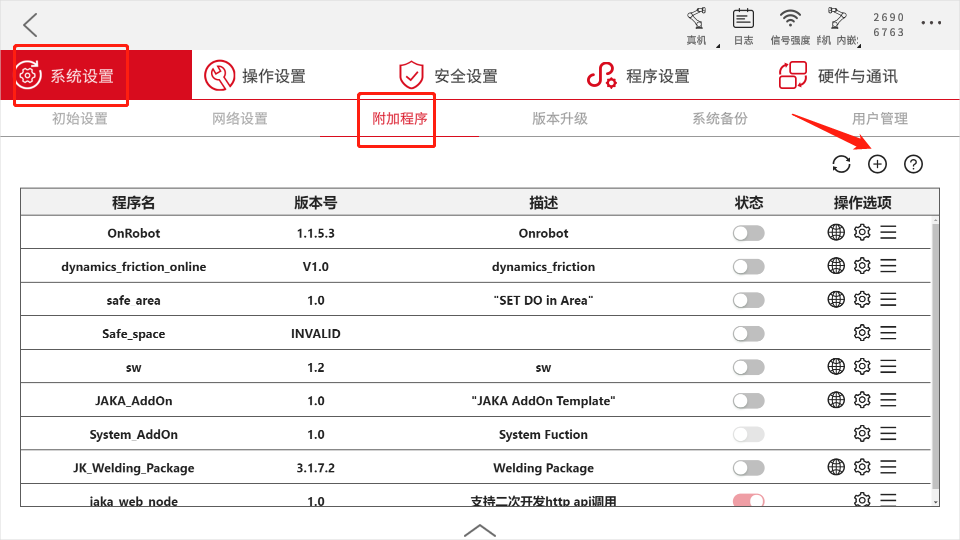 真机 日志 信号强度 手机 内嵌 2690
6763
系统设置 操作设置 安全设置 程序设置 硬件与通讯
初始设置 网络设置 附加程序 版本升级 系统备份 用户管理
程序名 版本号 描述 状态 操作选项
OnRobot 1.1.5.3 Onrobot
dynamics_friction_online V1.0 dynamics_friction
safe_area 1.0 "SET DO in Area"
Safe_space INVALID
sw 1.2 sw
JAKA_AddOn 1.0 "JAKA AddOn Template"
System_AddOn 1.0 System Fuction
JK_Welding_Package 3.1.7.2 Welding Package
jaka_web_node 1.0 支持二次开发http api调用